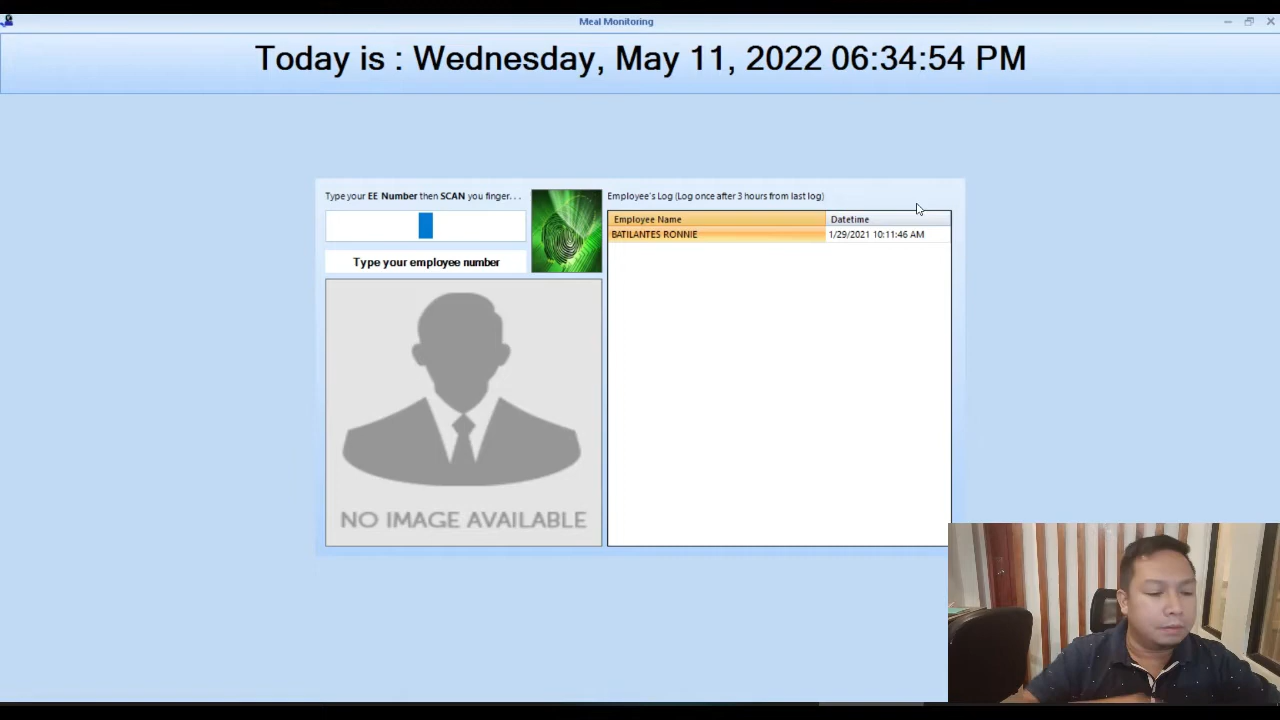 Meal Monitoring
Today is : Wednesday, May 11, 2022 06:34:54 PM
Type your EE Number then SCAN you finger. . .
Employee's Log (Log once after 3 hours from last log)
Employee Name Datetime
BATILANTES RONNIE 1/29/2021 10:11:46 AM
Type your employee number
NO IMAGE AVAILABLE